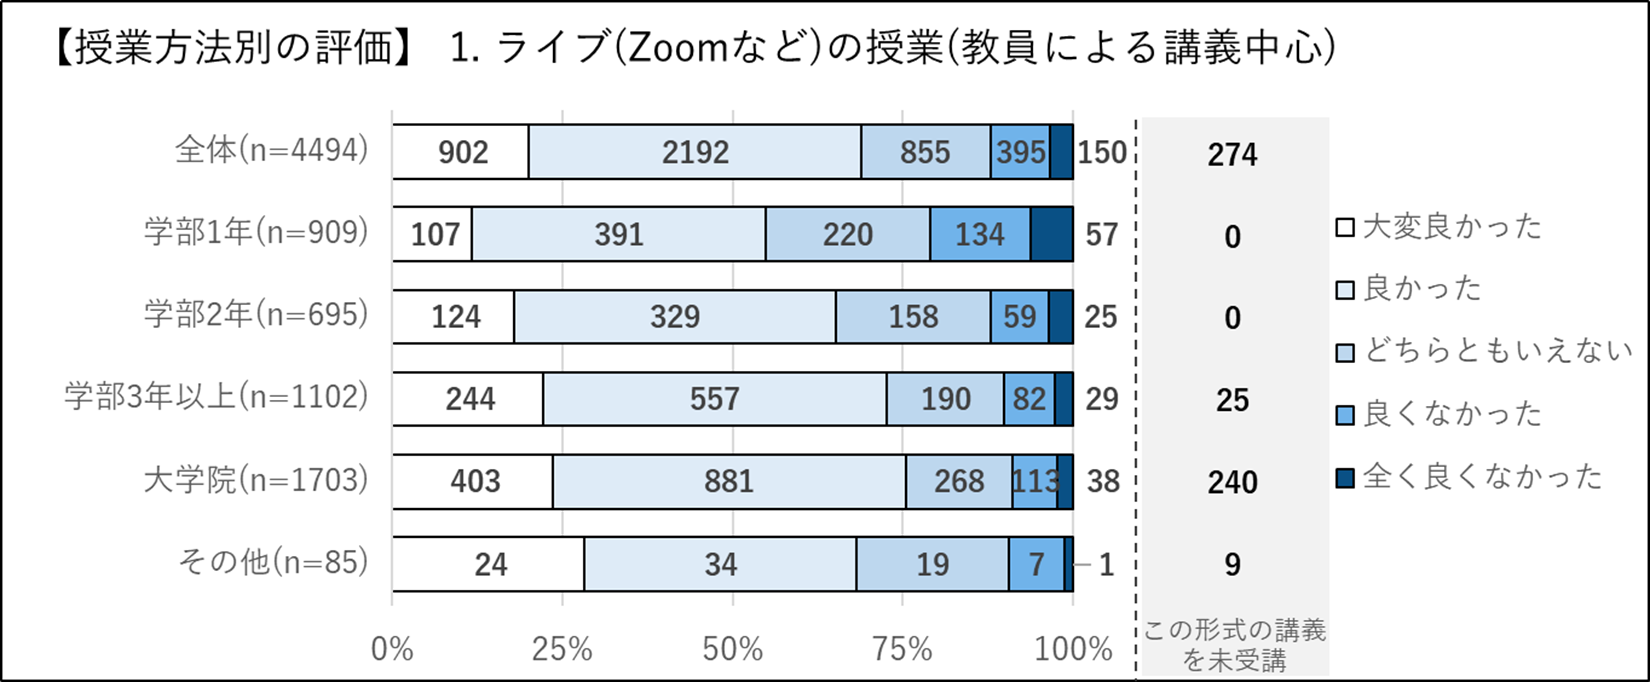 【授業方法別の評価】 1. ライブ(Zoomなど)の授業(教員による講義中心)
全体(n=4494) 902 2192 855 395 150 274
学部1年(n=909) 107 391 220 134 57 0
学部2年(n=695) 124 329 158 59 25 0
学部3年以上(n=1102) 244 557 190 82 29 25
大学院(n=1703) 403 881 268 113 38 240
その他(n=85) 24 34 19 7 1 9
0% 25% 50% 75% 100%
この形式の講義
を未受講
大変良かった
良かった
どちらともいえない
良くなかった
全く良くなかった